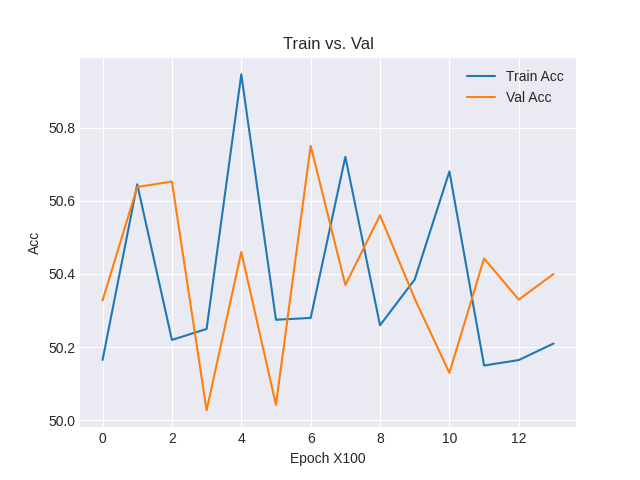 Train vs. Val
Train Acc
Val Acc
50.8
50.6
50.4
50.2
50.0
Acc
0 2 4 6 8 10 12
Epoch X100